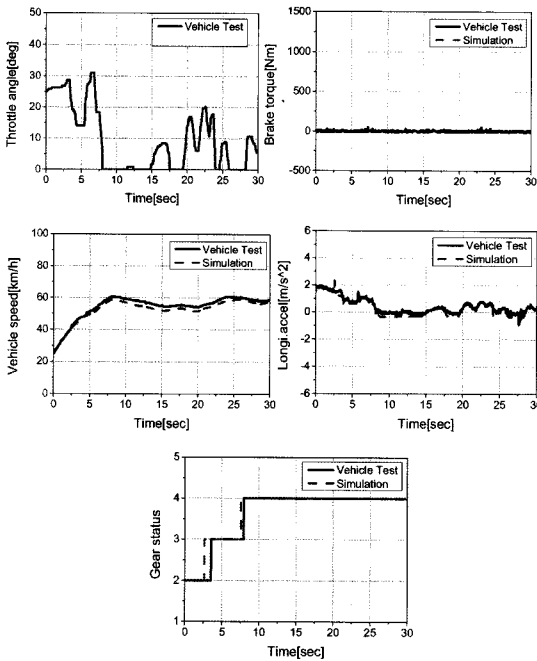 Vehicle Test
Throttle angle[deg]
50
40
30
20
10
0
0 5 10 15 20 25 30
Time[sec]
Vehicle Test
Simulation
Brake torque[Nm]
1500
1000
500
0
-500
0 5 10 15 20 25 30
Time[sec]
Vehicle Test
Simulation
Vehicle speed[km/h]
100
80
60
40
20
0
0 5 10 15 20 25 30
Time[sec]
Vehicle Test
Simulation
Longi.accel[m/s^2]
6
4
2
0
-2
-4
-6
0 5 10 15 20 25 30
Time[sec]
Vehicle Test
Simulation
Gear status
5
4
3
2
1
0 5 10 15 20 25 30
Time[sec]